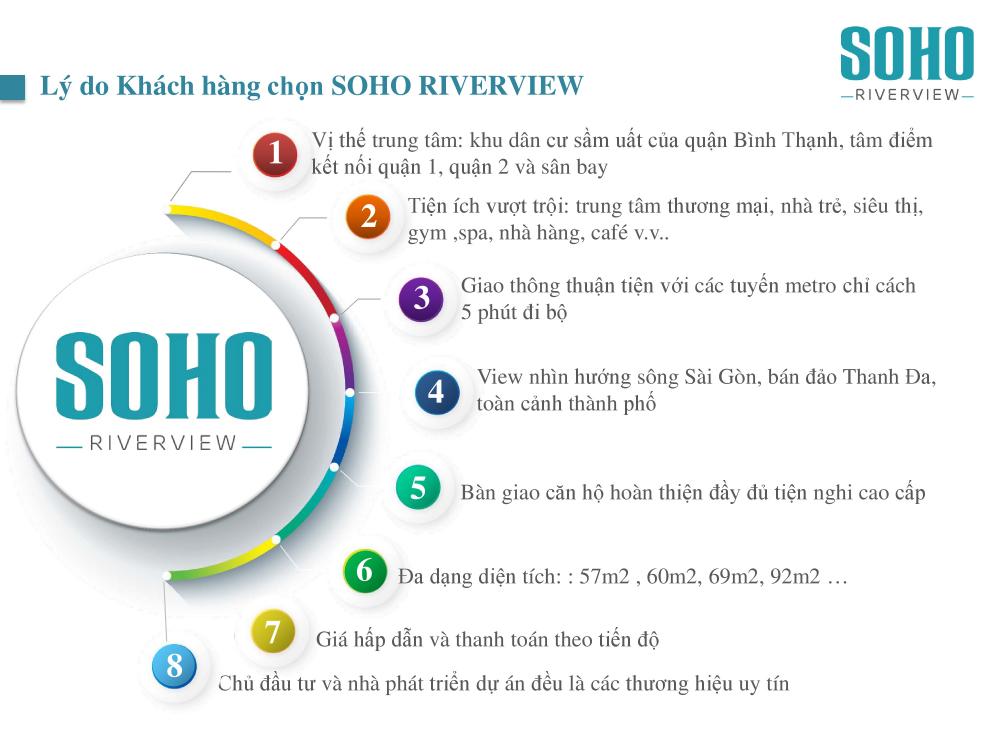 SOHO
RIVERVIEW
Lý do Khách hàng chọn SOHO RIVERVIEW
1
Vị thế trung tâm: khu dân cư sầm uất của quận Bình Thạnh, tâm điểm
kết nối quận 1, quận 2 và sân bay
2
Tiện ích vượt trội: trung tâm thương mại, nhà trẻ, siêu thị,
gym ,spa, nhà hàng, café v.v..
3
Giao thông thuận tiện với các tuyến metro chỉ cách
5 phút đi bộ
SOHO
RIVERVIEW
4
View nhìn hướng sông Sài Gòn, bán đảo Thanh Đa,
toàn cảnh thành phố
5
Bàn giao căn hộ hoàn thiện đầy đủ tiện nghi cao cấp
6
Đa dạng diện tích: : 57m2 , 60m2, 69m2, 92m2 …
7
Giá hấp dẫn và thanh toán theo tiến độ
8
Chủ đầu tư và nhà phát triển dự án đều là các thương hiệu uy tín